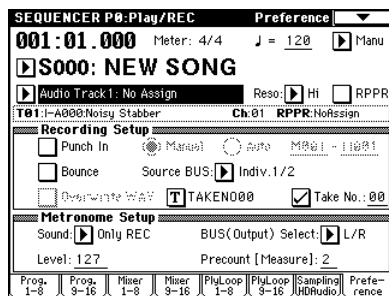 SEQUENCER P0:Play/REC Preference
001:01.000 Meter: 4/4 ♩ = 120 Manu
S000: NEW SONG
Audio Track1: No Assign Reso: Hi RPPR
T01:I-A000:Noisy Stabber Ch:01 RPPR:NoAssign
Recording Setup
Punch In Manual Auto M001 - M001
Bounce Source BUS: Indiv.1/2
Overwrite WAV T TAKENO00 Take No.: 00
Metronome Setup
Sound: Only REC BUS(Output) Select: L/R
Level: 127 Precount [Measure]: 2
Prog. 1-8 Prog. 9-16 Mixer 1-8 Mixer 9-16 PlyLoop 1-8 PlyLoop 9-16 Sampling HDAudio Prefe- rence